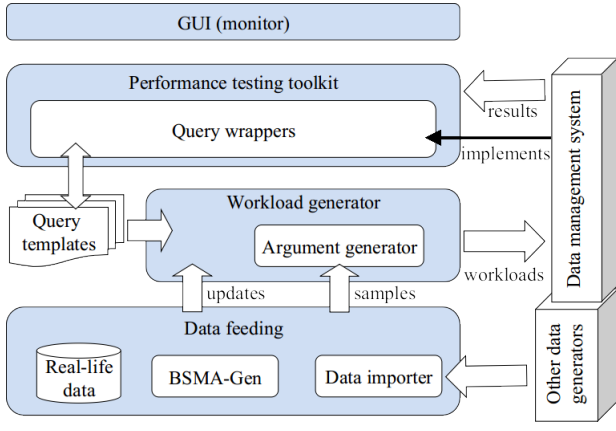 GUI (monitor)
Performance testing toolkit
Query wrappers
results
implements
Data management system
Query
templates
Workload generator
Argument generator
workloads
updates
samples
Data feeding
Real-life
data
BSMA-Gen
Data importer
Other data
generators